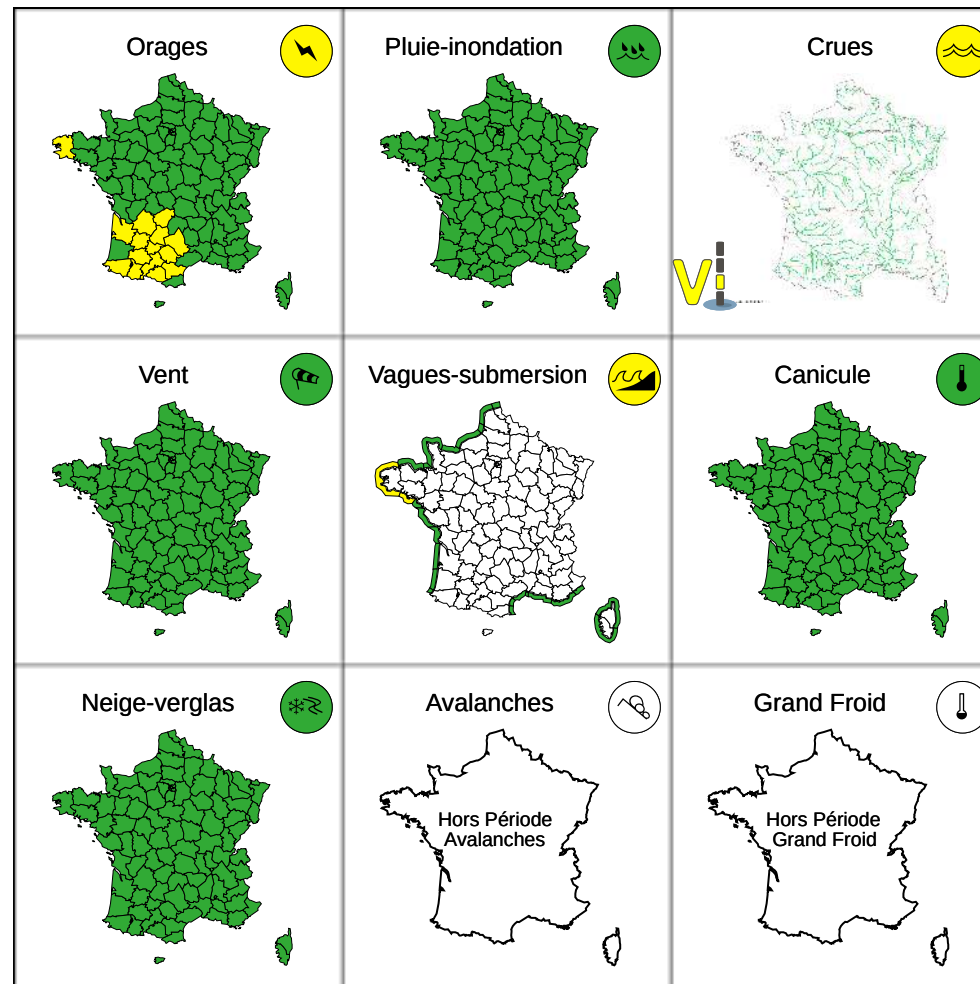 Orages
Pluie-inondation
Crues
Vi
Vent
Vagues-submersion
Canicule
Neige-verglas
Avalanches
Grand Froid
Hors Période
Avalanches
Hors Période
Grand Froid